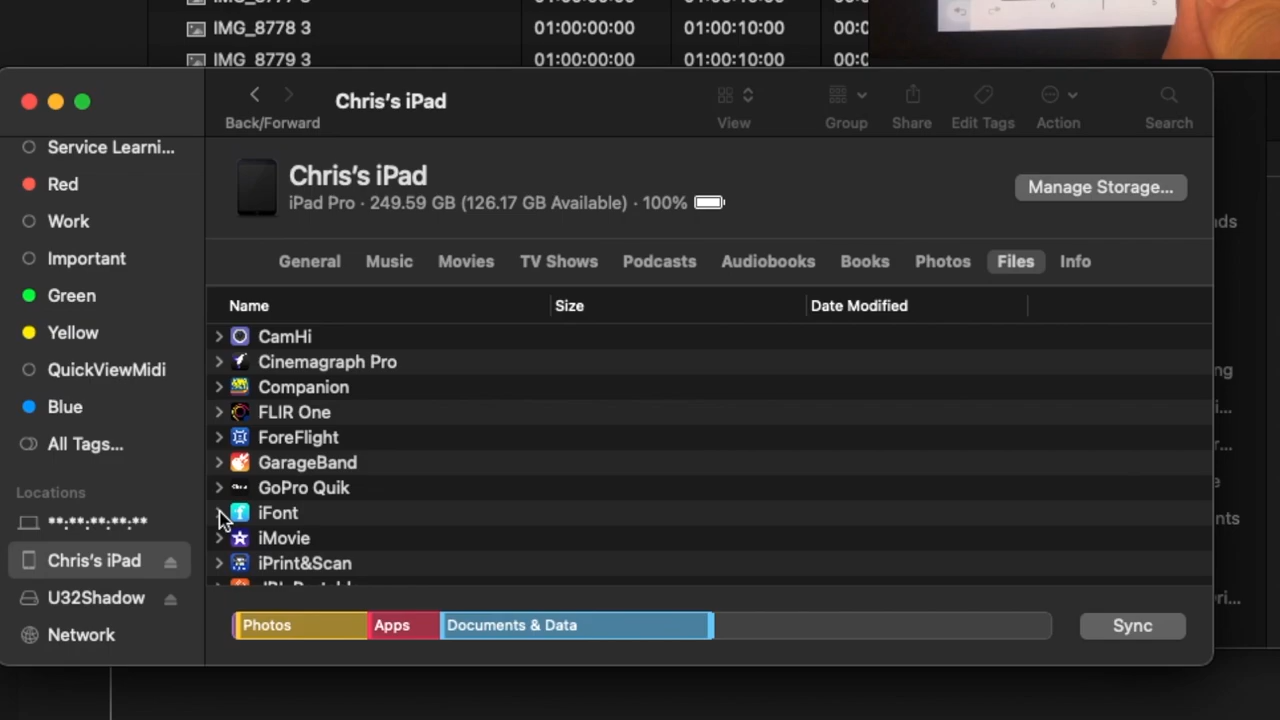 IMG_8778 3 01:00:00:00 01:00:10:00 00:0
IMG_8779 3 01:00:00:00 01:00:10:00 00:0
Back/Forward
Chris's iPad
View
Group
Share
Edit Tags
Action
Search
Service Learni...
Red
Work
Important
Green
Yellow
QuickViewMidi
Blue
All Tags...
Locations
**:**:**:**:**
Chris's iPad
U32Shadow
Network
Chris's iPad
iPad Pro · 249.59 GB (126.17 GB Available) · 100%
Manage Storage...
General Music Movies TV Shows Podcasts Audiobooks Books Photos Files Info
Name Size Date Modified
CamHi
Cinemagraph Pro
Companion
FLIR One
ForeFlight
GarageBand
GoPro Quik
iFont
iMovie
iPrint&Scan
Photos Apps Documents & Data
Sync